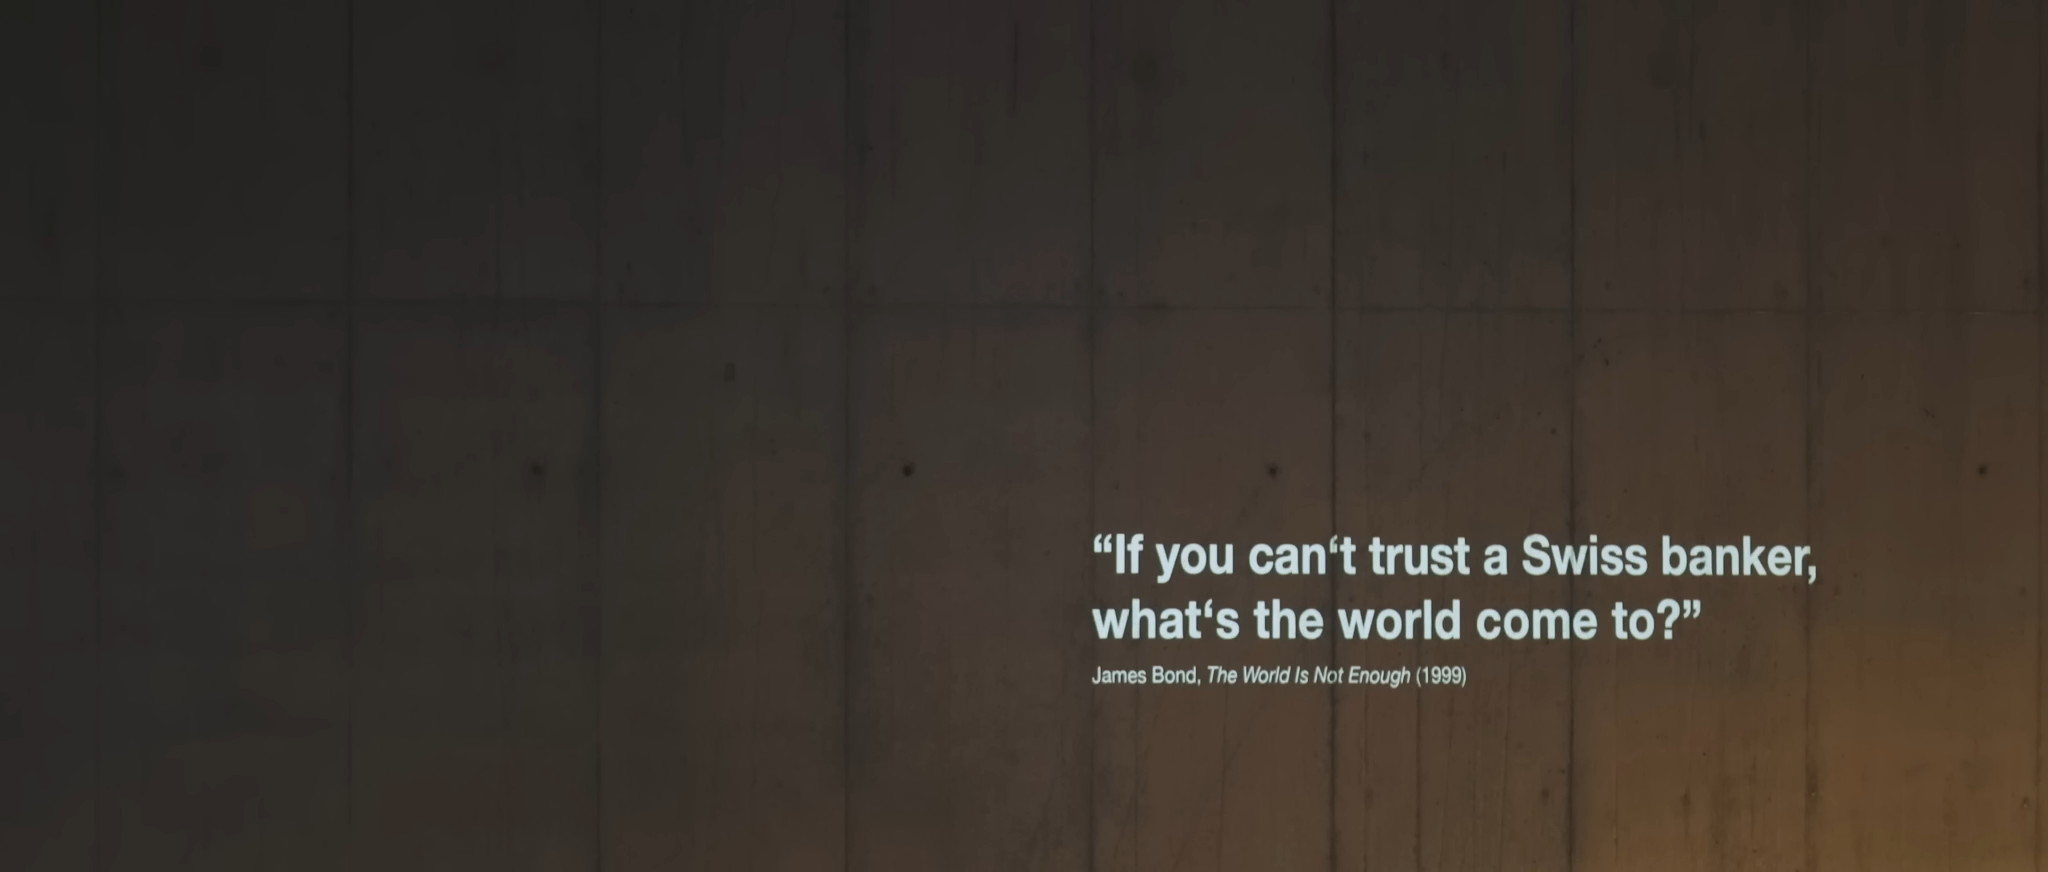 “If you can‘t trust a Swiss banker,
what‘s the world come to?”
James Bond, The World Is Not Enough (1999)